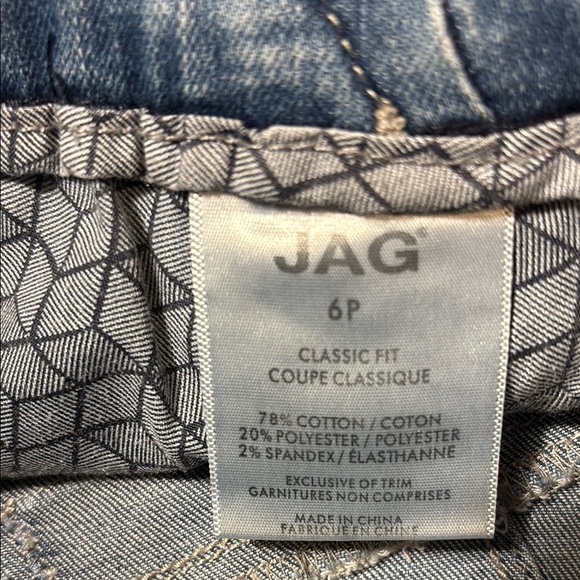 JAG®
6P
CLASSIC FIT
COUPE CLASSIQUE
78% COTTON / COTON
20% POLYESTER / POLYESTER
2% SPANDEX / ÉLASTHANNE
EXCLUSIVE OF TRIM
GARNITURES NON COMPRISES
MADE IN CHINA
FABRIQUÉ EN CHINE